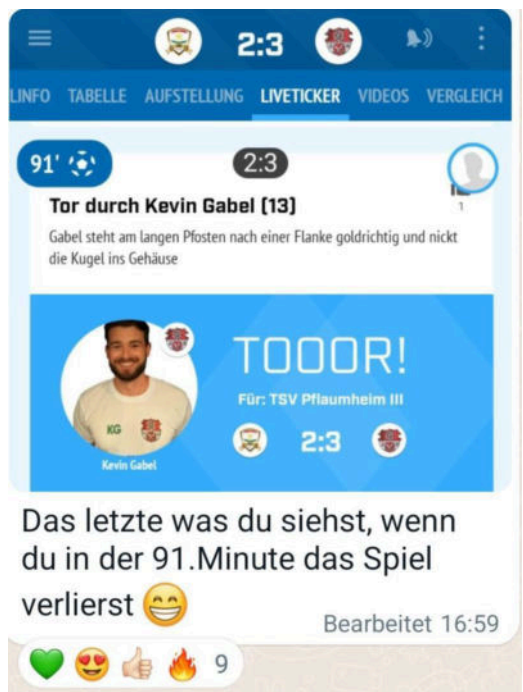 2:3
LINFO TABELLE AUFSTELLUNG LIVETICKER VIDEOS VERGLEICH
91' 2:3
Tor durch Kevin Gabel (13)
1
Gabel steht am langen Pfosten nach einer Flanke goldrichtig und nickt
die Kugel ins Gehäuse
TOOOR!
Für: TSV Pflaumheim III
KG
2:3
Kevin Gabel
Das letzte was du siehst, wenn
du in der 91.Minute das Spiel
verlierst 😁
Bearbeitet 16:59
💚 😍 👍🏻 🔥 9